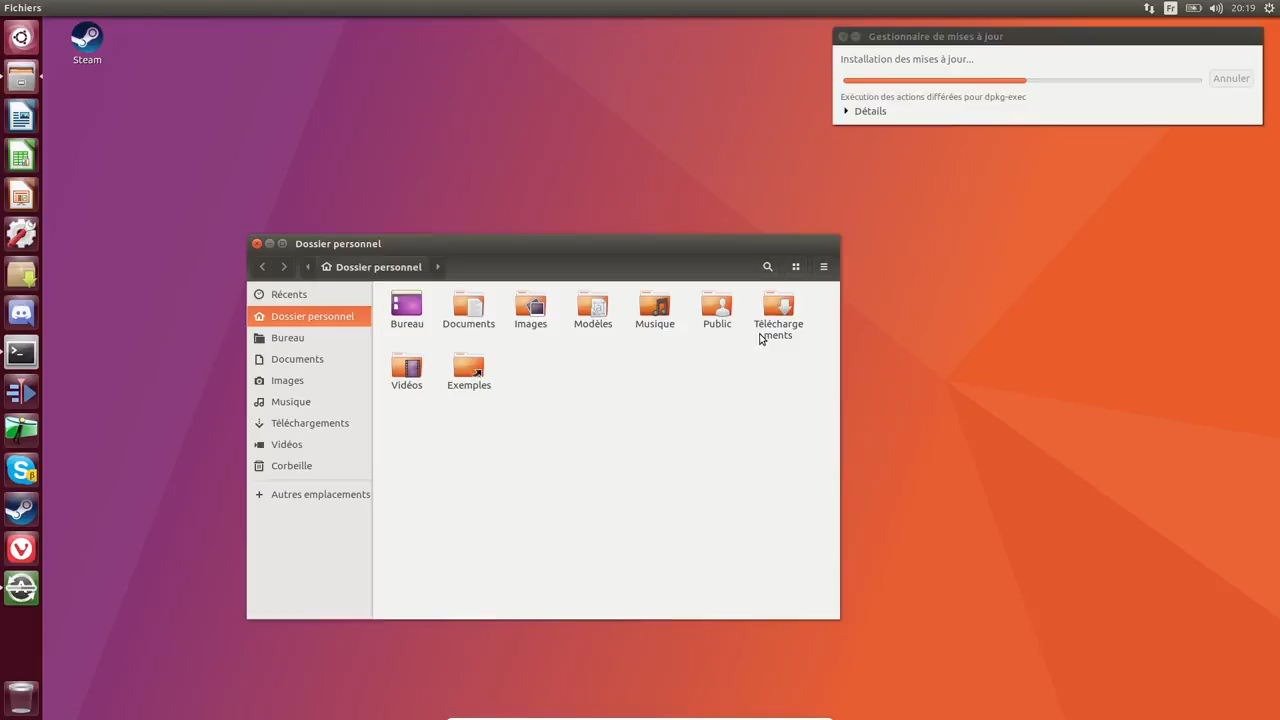 Fichiers
Fr
20:19
Steam
Gestionnaire de mises à jour
Installation des mises à jour...
Annuler
Exécution des actions différées pour dpkg-exec
Détails
Dossier personnel
Dossier personnel
Récents
Dossier personnel
Bureau
Documents
Images
Musique
Téléchargements
Vidéos
Corbeille
Autres emplacements
Bureau
Documents
Images
Modèles
Musique
Public
Télécharge
ments
Vidéos
Exemples